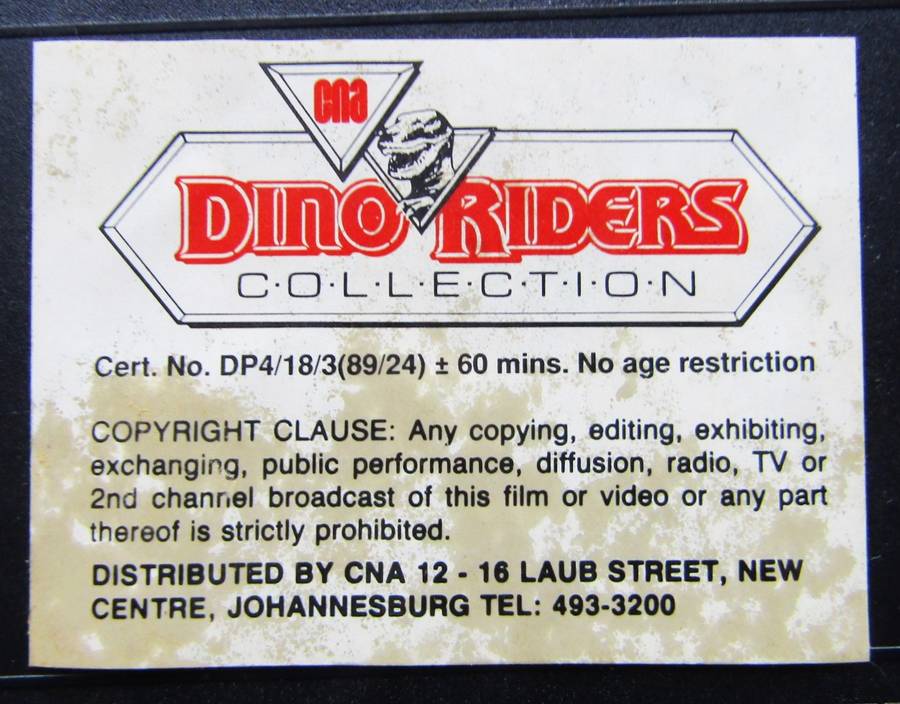 cna
DINO RIDERS
C·O·L·L·E·C·T·I·O·N
Cert. No. DP4/18/3(89/24) ± 60 mins. No age restriction
COPYRIGHT CLAUSE: Any copying, editing, exhibiting,
exchanging, public performance, diffusion, radio, TV or
2nd channel broadcast of this film or video or any part
thereof is strictly prohibited.
DISTRIBUTED BY CNA 12 - 16 LAUB STREET, NEW
CENTRE, JOHANNESBURG TEL: 493-3200